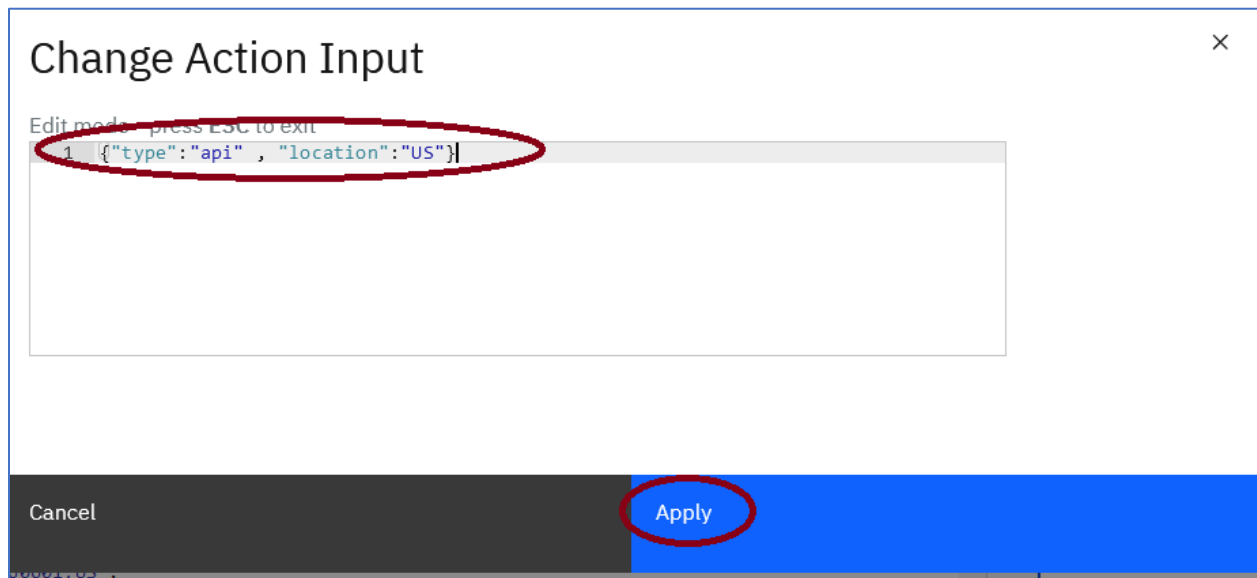 Change Action Input
Edit mode - press ESC to exit
1 {"type":"api" , "location":"US"}
Cancel
Apply